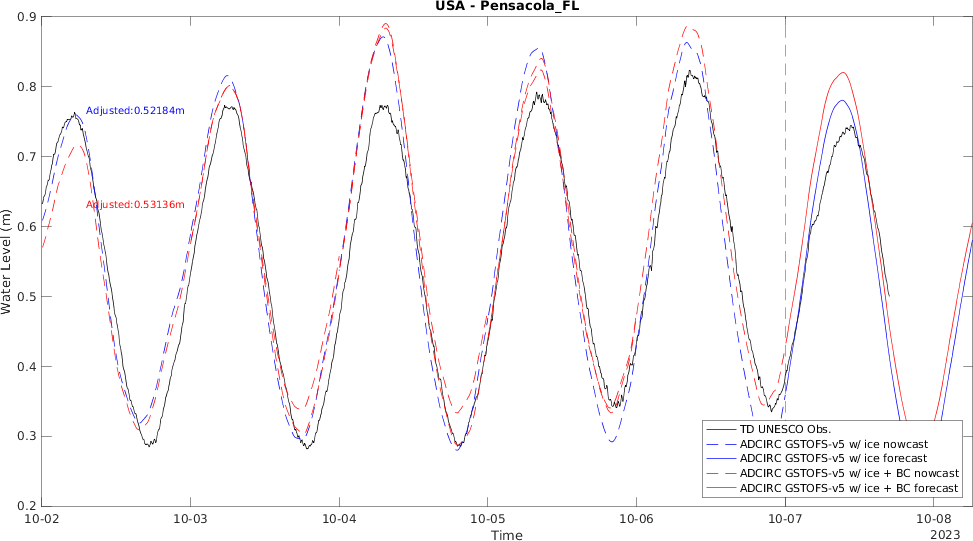 USA - Pensacola_FL
0.9
0.8
Adjusted:0.52184m
0.7
Adjusted:0.53136m
0.6
Water Level (m)
0.5
0.4
0.3
0.2
TD UNESCO Obs.
ADCIRC GSTOFS-v5 w/ ice nowcast
ADCIRC GSTOFS-v5 w/ ice forecast
ADCIRC GSTOFS-v5 w/ ice + BC nowcast
ADCIRC GSTOFS-v5 w/ ice + BC forecast
10-02 10-03 10-04 10-05 10-06 10-07 10-08
Time
2023